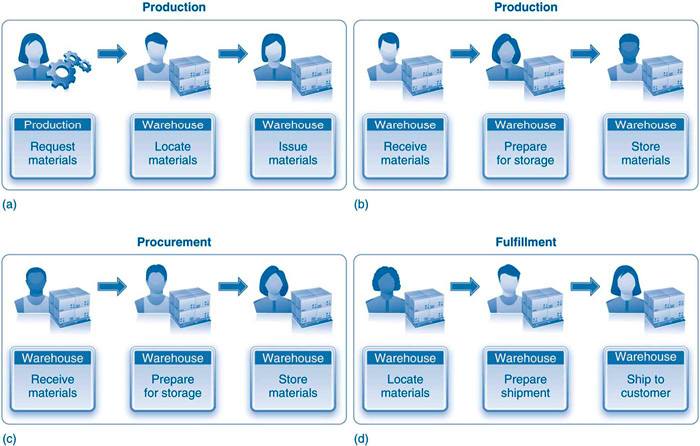 Production
Production
Production
Warehouse
Warehouse
Request
materials
Locate
materials
Issue
materials
(a)
Warehouse
Warehouse
Warehouse
Receive
materials
Prepare
for storage
Store
materials
(b)
Procurement
Fulfillment
Warehouse
Warehouse
Warehouse
Receive
materials
Prepare
for storage
Store
materials
(c)
Warehouse
Warehouse
Warehouse
Locate
materials
Prepare
shipment
Ship to
customer
(d)